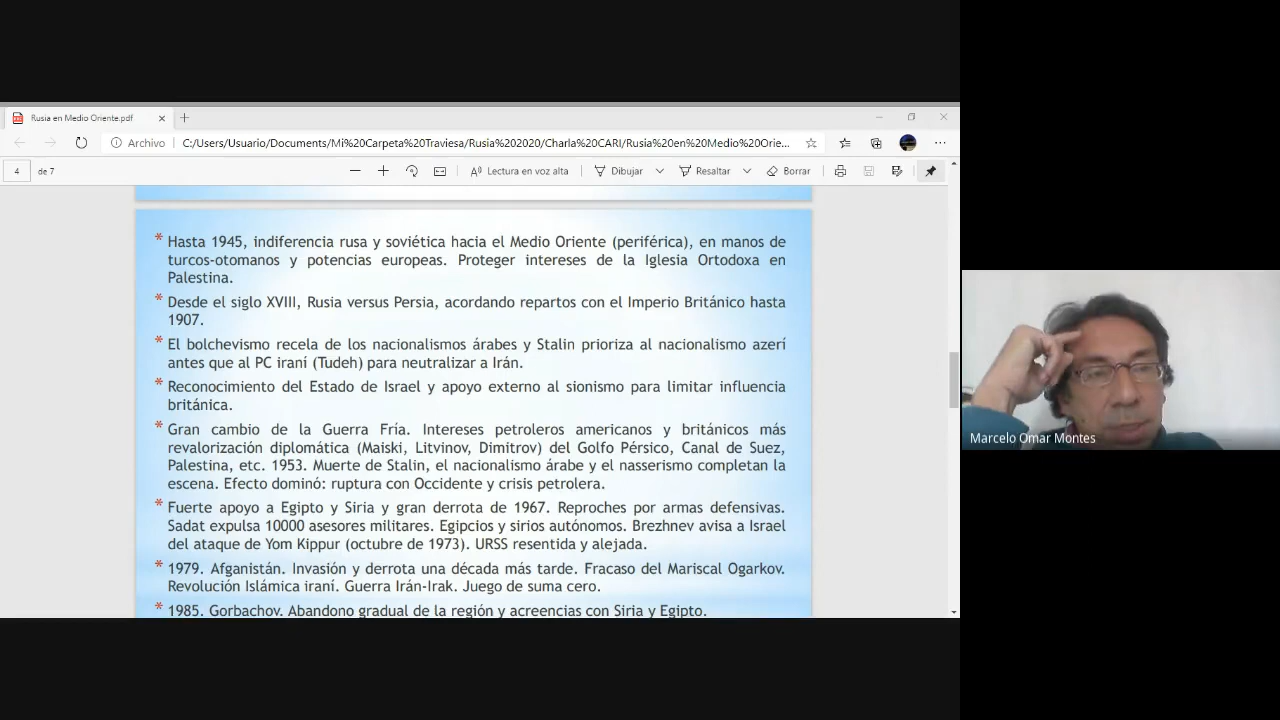 Rusia en Medio Oriente.pdf
Archivo
C:/Users/Usuario/Documents/Mi%20Carpeta%20Traviesa/Rusia%202020/Charla%20CARI/Rusia%20en%20Medio%20Orie...
4 de 7
Lectura en voz alta
Dibujar
Resaltar
Borrar
* Hasta 1945, indiferencia rusa y soviética hacia el Medio Oriente (periférica), en manos de
turcos-otomanos y potencias europeas. Proteger intereses de la Iglesia Ortodoxa en
Palestina.
* Desde el siglo XVIII, Rusia versus Persia, acordando repartos con el Imperio Británico hasta
1907.
* El bolchevismo recela de los nacionalismos árabes y Stalin prioriza al nacionalismo azerí
antes que al PC iraní (Tudeh) para neutralizar a Irán.
* Reconocimiento del Estado de Israel y apoyo externo al sionismo para limitar influencia
británica.
* Gran cambio de la Guerra Fría. Intereses petroleros americanos y británicos más
revalorización diplomática (Maiski, Litvinov, Dimitrov) del Golfo Pérsico, Canal de Suez,
Palestina, etc. 1953. Muerte de Stalin, el nacionalismo árabe y el nasserismo completan la
escena. Efecto dominó: ruptura con Occidente y crisis petrolera.
* Fuerte apoyo a Egipto y Siria y gran derrota de 1967. Reproches por armas defensivas.
Sadat expulsa 10000 asesores militares. Egipcios y sirios autónomos. Brezhnev avisa a Israel
del ataque de Yom Kippur (octubre de 1973). URSS resentida y alejada.
* 1979. Afganistán. Invasión y derrota una década más tarde. Fracaso del Mariscal Ogarkov.
Revolución Islámica iraní. Guerra Irán-Irak. Juego de suma cero.
* 1985. Gorbachov. Abandono gradual de la región y acreencias con Siria y Egipto.
Marcelo Omar Montes